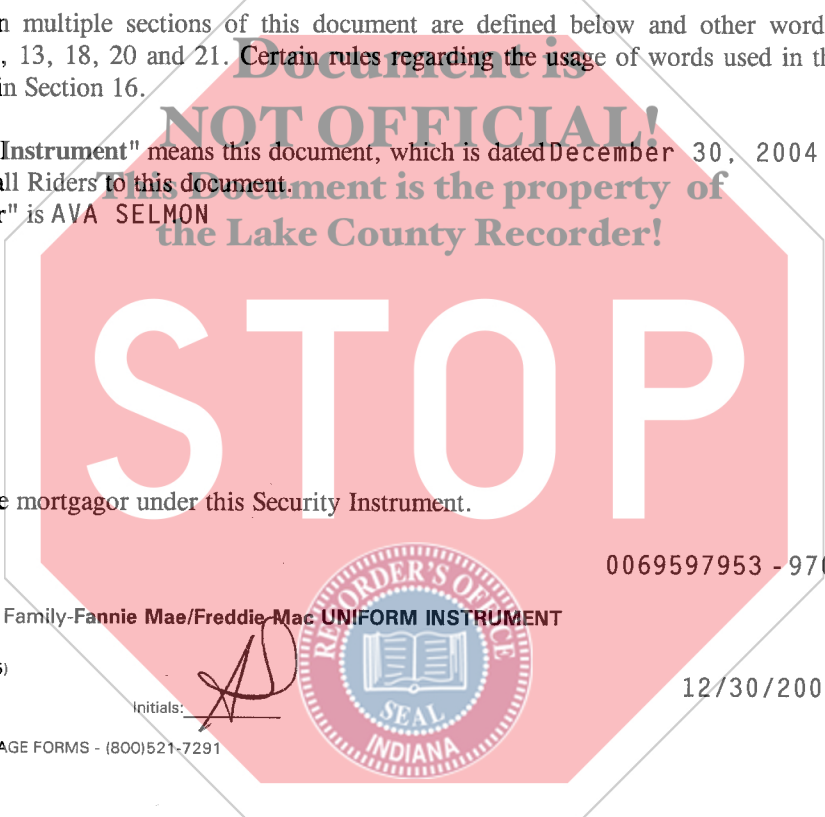 n multiple sections of this document are defined below and other word
, 13, 18, 20 and 21. Certain rules regarding the usage of words used in th
in Section 16.
Document is
NOT OFFICIAL!
This Document is the property of
the Lake County Recorder!
Instrument" means this document, which is dated December 30, 2004
all Riders to this document.
r" is AVA SELMON
STOP
e mortgagor under this Security Instrument.
0069597953 - 970
Family-Fannie Mae/Freddie Mac UNIFORM INSTRUMENT
Initials:
12/30/200
AGE FORMS - (800)521-7291
RECORDER'S OFFICE
SEAL
INDIANA